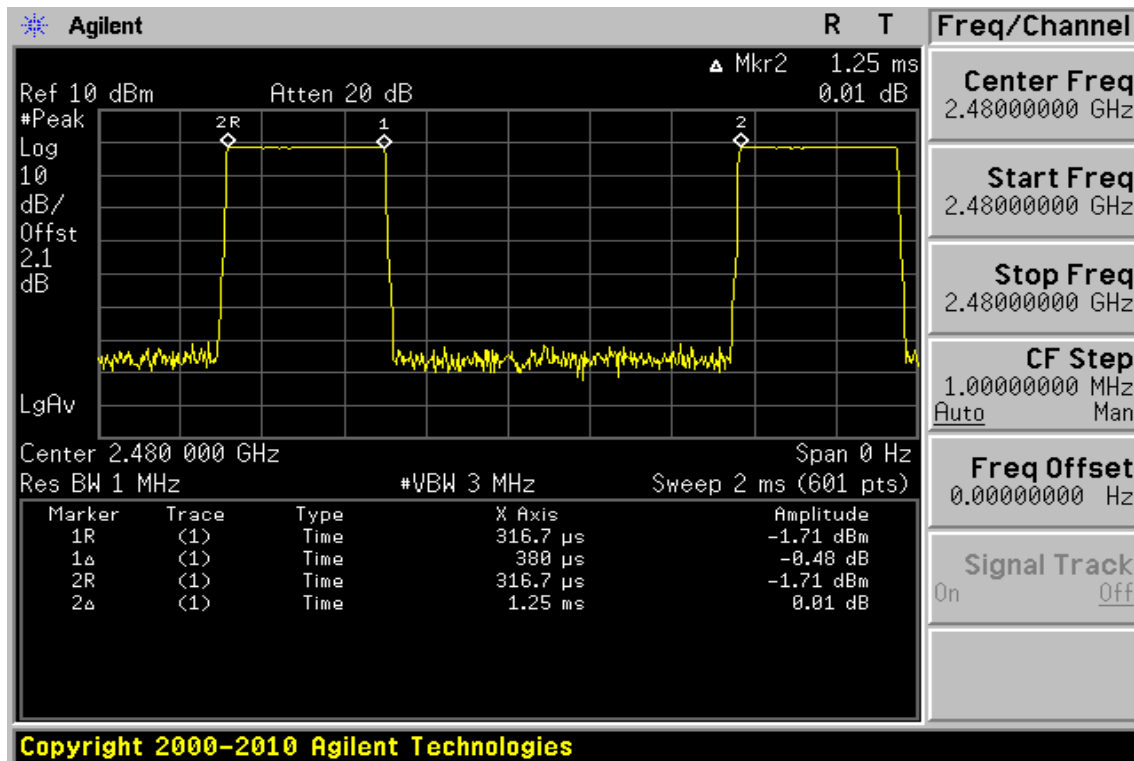 Agilent R T
Freq/Channel
Δ Mkr2 1.25 ms
Ref 10 dBm Atten 20 dB 0.01 dB
#Peak
Log
10
dB/
Offst
2.1
dB
LgAv
2R
1
2
Center 2.480 000 GHz Span 0 Hz
Res BW 1 MHz #VBW 3 MHz Sweep 2 ms (601 pts)
Marker Trace Type X Axis Amplitude
1R (1) Time 316.7 µs -1.71 dBm
1Δ (1) Time 380 µs -0.48 dB
2R (1) Time 316.7 µs -1.71 dBm
2Δ (1) Time 1.25 ms 0.01 dB
Center Freq
2.48000000 GHz
Start Freq
2.48000000 GHz
Stop Freq
2.48000000 GHz
CF Step
1.00000000 MHz
Auto Man
Freq Offset
0.00000000 Hz
Signal Track
On Off
Copyright 2000-2010 Agilent Technologies